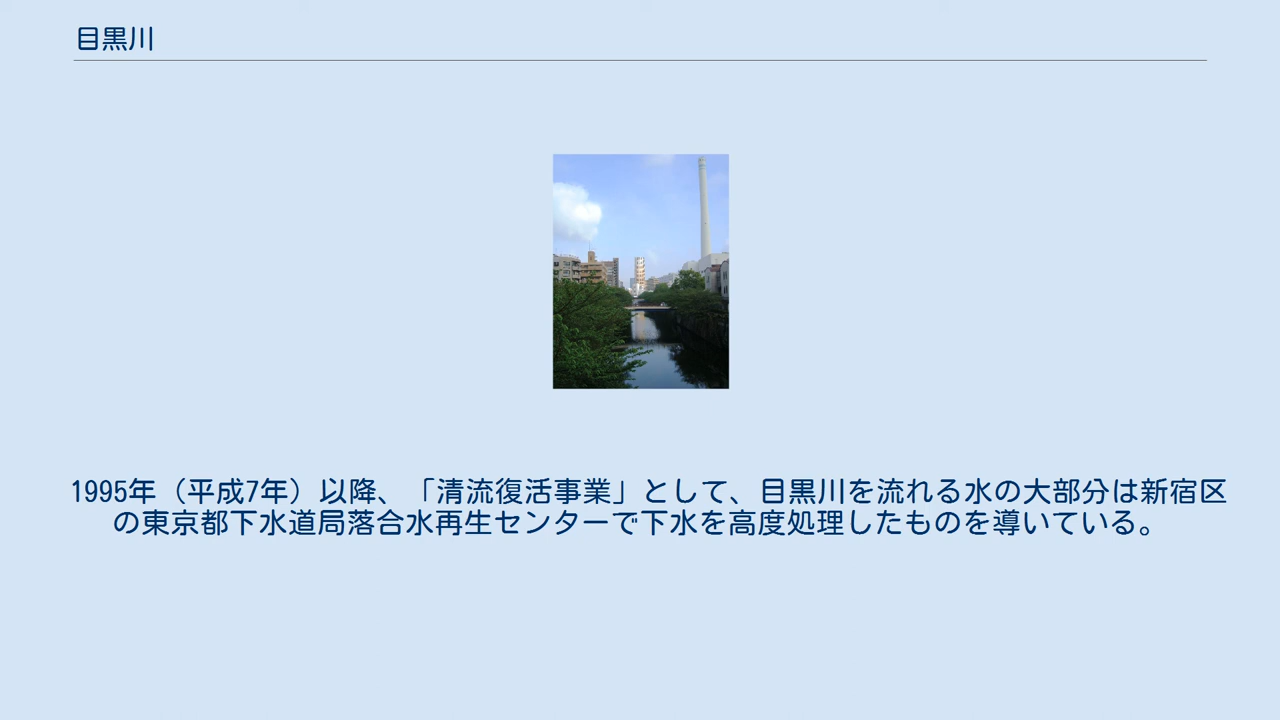 目黒川
1995年（平成7年）以降、「清流復活事業」として、目黒川を流れる水の大部分は新宿区
の東京都下水道局落合水再生センターで下水を高度処理したものを導いている。